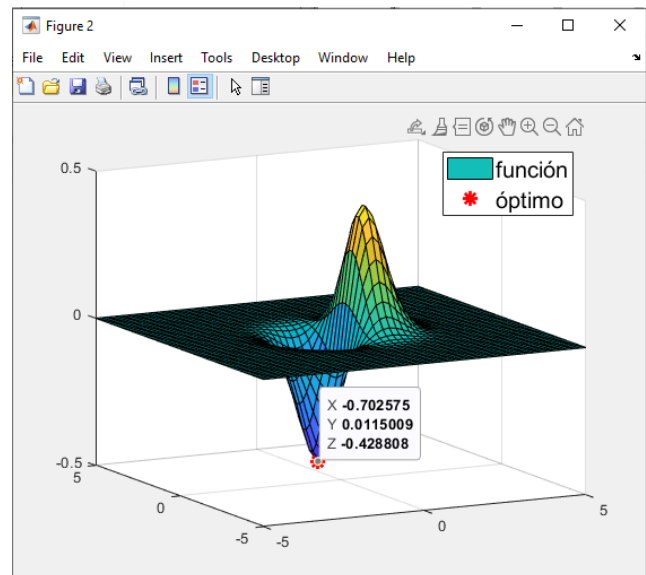 Figure 2
File Edit View Insert Tools Desktop Window Help
función
óptimo
0.5
0
-0.5
X -0.702575
Y 0.0115009
Z -0.428808
5
0
-5
-5
0
5